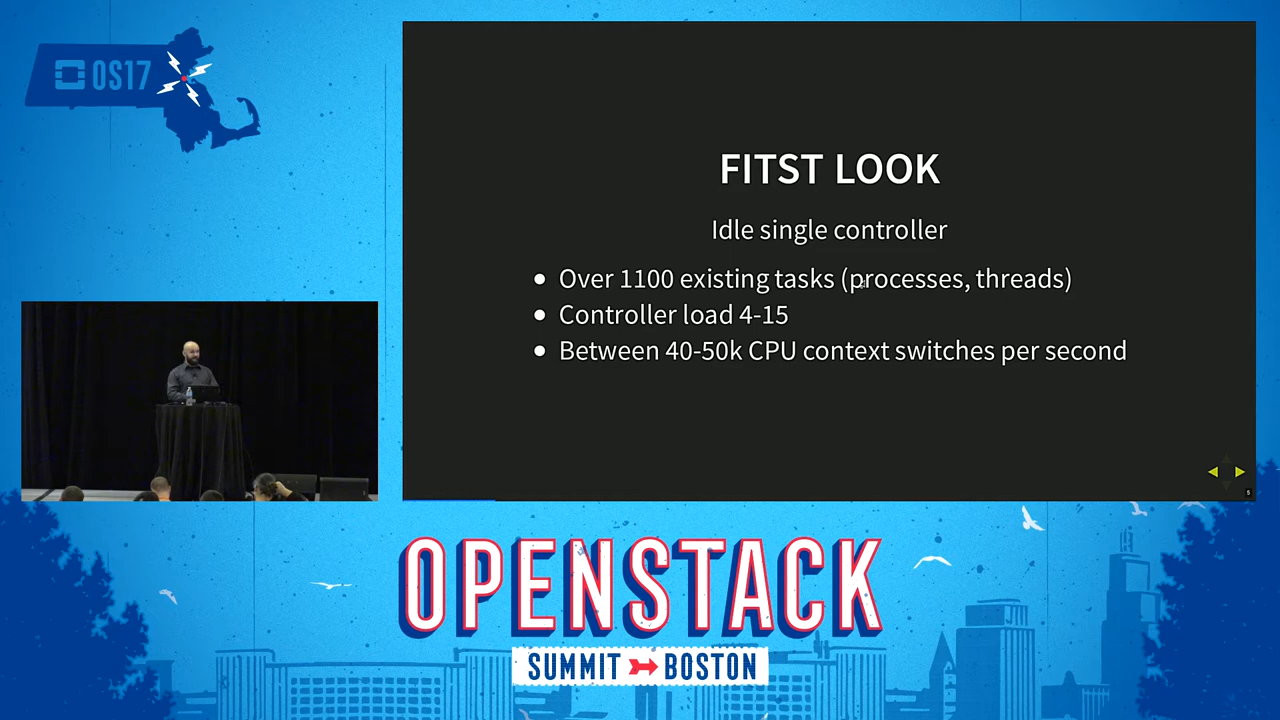 OS17
FITST LOOK
Idle single controller
Over 1100 existing tasks (processes, threads)
Controller load 4-15
Between 40-50k CPU context switches per second
5
OPENSTACK
SUMMIT BOSTON